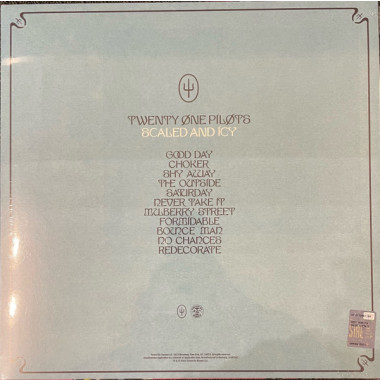 TWENTY ØNE PILØTS
SCALED AND ICY
GOOD DAY
CHOKER
SHY AWAY
THE OUTSIDE
SATURDAY
NEVER TAKE IT
MULBERRY STREET
FORMIDABLE
BOUNCE MAN
NO CHANCES
REDECORATE